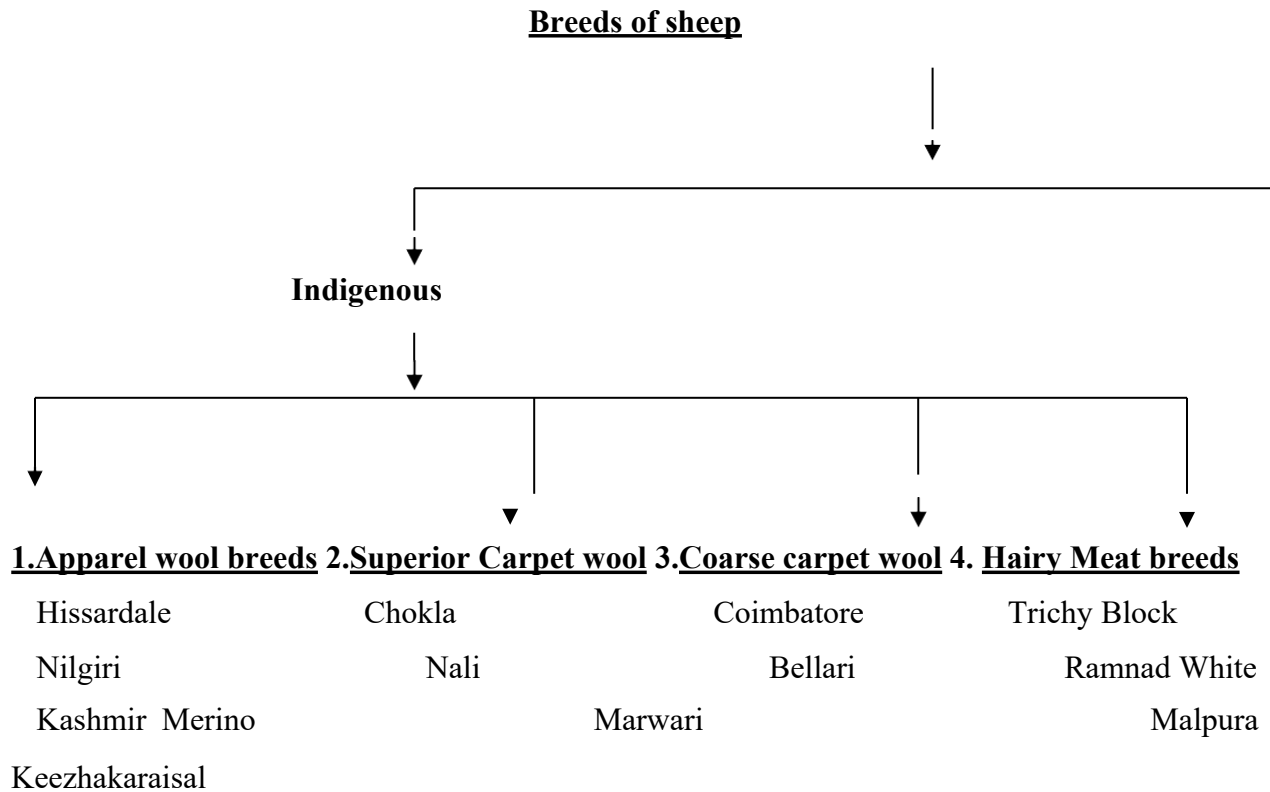 Breeds of sheep
Indigenous
1.Apparel wool breeds 2.Superior Carpet wool 3.Coarse carpet wool 4. Hairy Meat breeds
Hissardale Chokla Coimbatore Trichy Block
Nilgiri Nali Bellari Ramnad White
Kashmir Merino Marwari Malpura
Keezhakaraisal